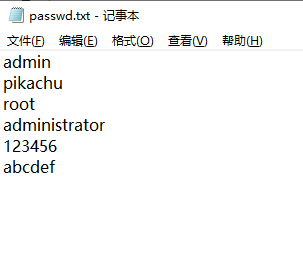 passwd.txt - 记事本
文件(F) 编辑(E) 格式(O) 查看(V) 帮助(H)
admin
pikachu
root
administrator
123456
abcdef